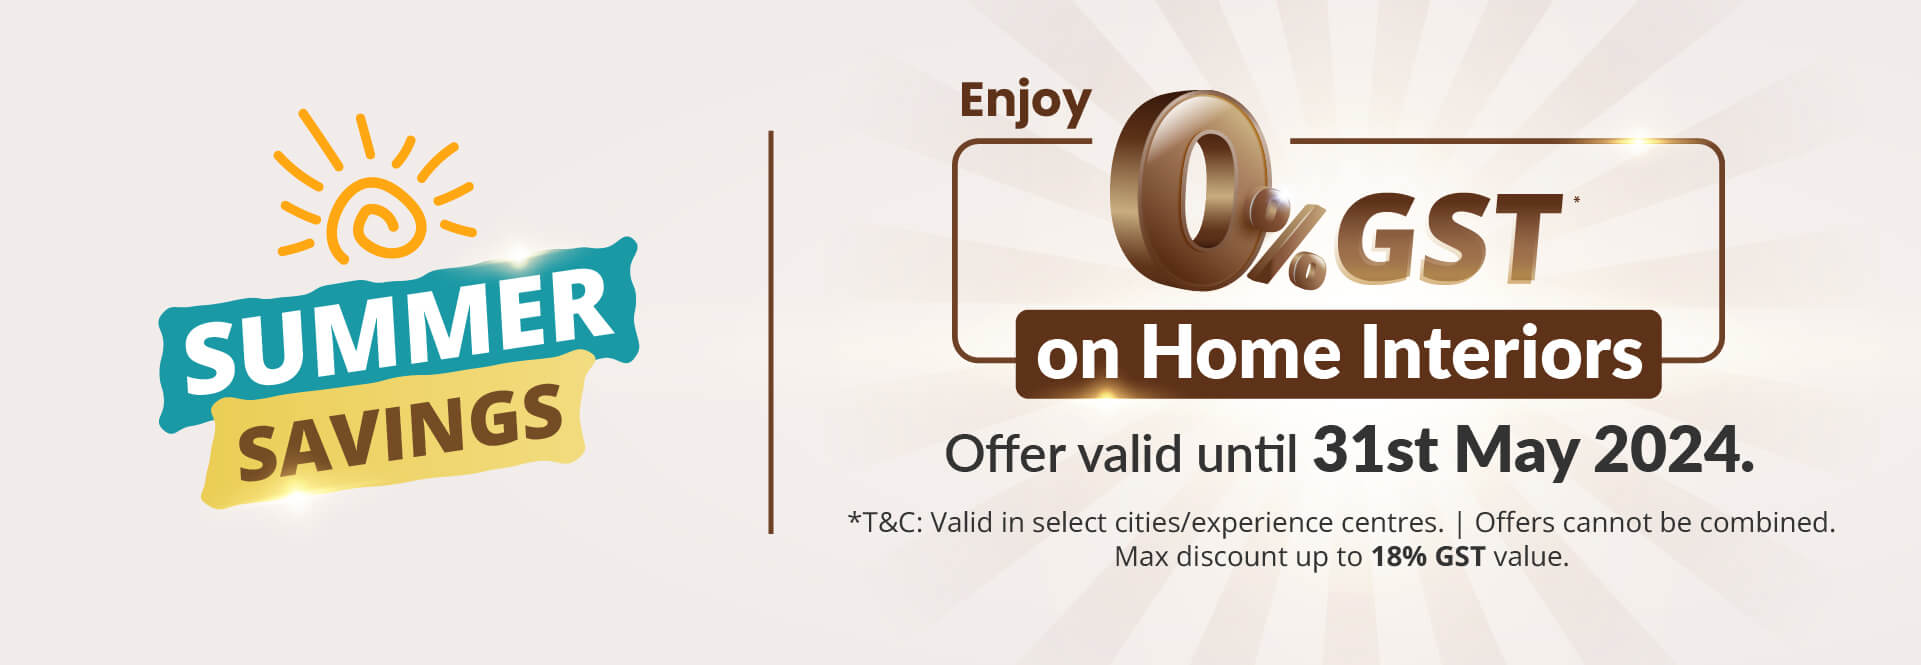 SUMMER
SAVINGS
Enjoy
0% GST*
on Home Interiors
Offer valid until 31st May 2024.
*T&C: Valid in select cities/experience centres. | Offers cannot be combined.
Max discount up to 18% GST value.